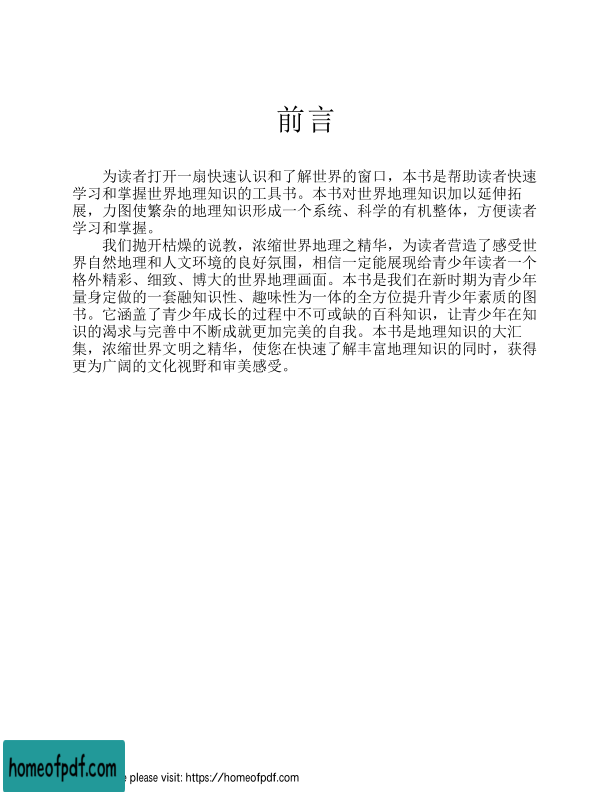 前言
为读者打开一扇快速认识和了解世界的窗口，本书是帮助读者快速
学习和掌握世界地理知识的工具书。本书对世界地理知识加以延伸拓
展，力图使繁杂的地理知识形成一个系统、科学的有机整体，方便读者
学习和掌握。
我们抛开枯燥的说教，浓缩世界地理之精华，为读者营造了感受世
界自然地理和人文环境的良好氛围，相信一定能展现给青少年读者一个
格外精彩、细致、博大的世界地理画面。本书是我们在新时期为青少年
量身定做的一套融知识性、趣味性为一体的全方位提升青少年素质的图
书。它涵盖了青少年成长的过程中不可或缺的百科知识，让青少年在知
识的渴求与完善中不断成就更加完美的自我。本书是地理知识的大汇
集，浓缩世界文明之精华，使您在快速了解丰富地理知识的同时，获得
更为广阔的文化视野和审美感受。
homeofpdf.com
please visit: https://homeofpdf.com